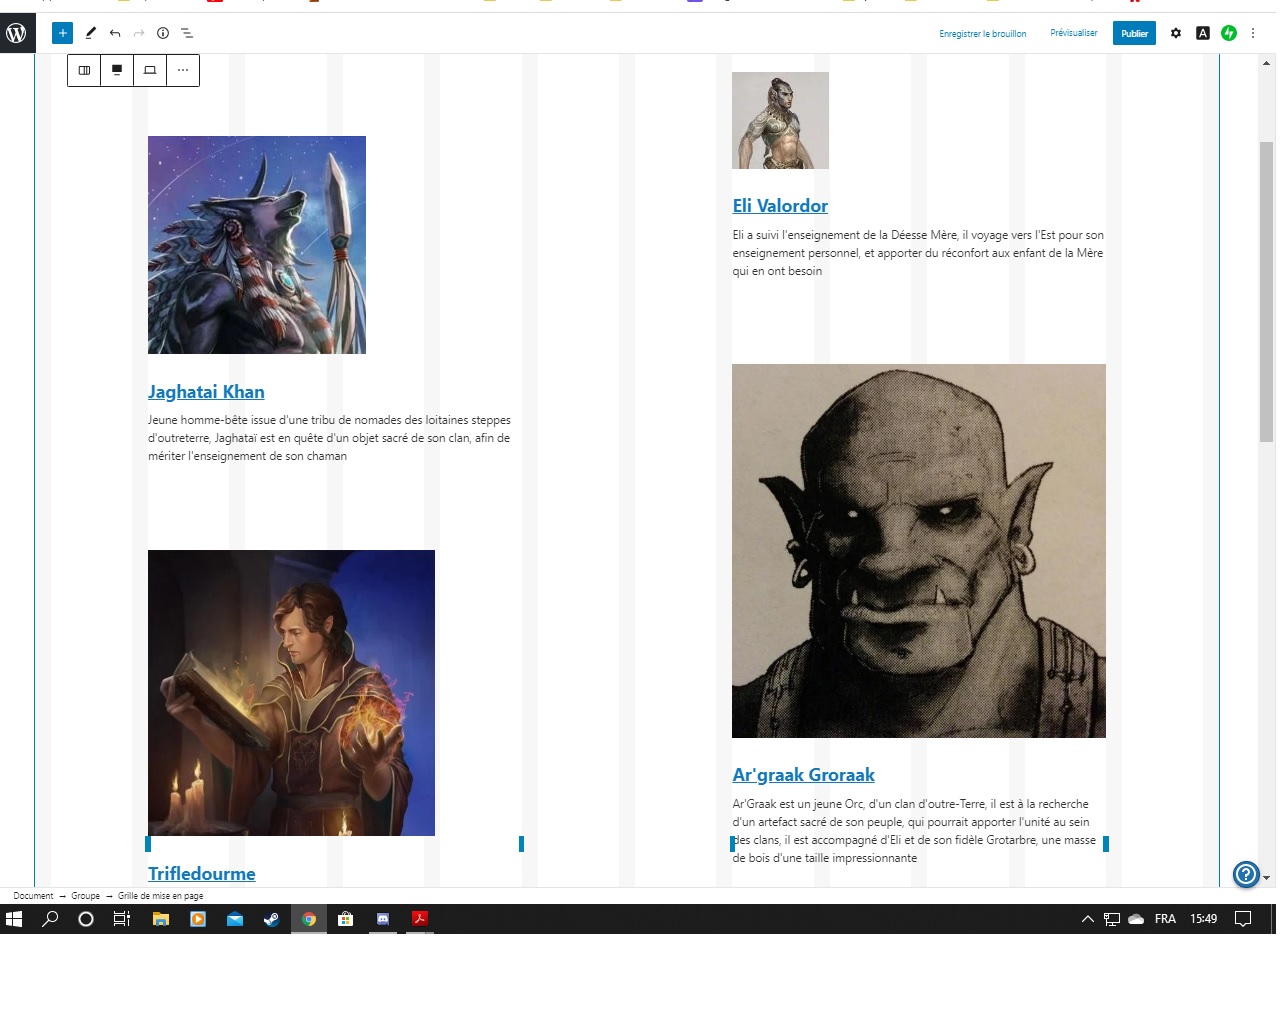 Enregistrer le brouillon
Prévisualiser
Publier
A
Eli Valordor
Eli a suivi l'enseignement de la Déesse Mère, il voyage vers l'Est pour son
enseignement personnel, et apporter du réconfort aux enfant de la Mère
qui en ont besoin
Jaghatai Khan
Jeune homme-bête issue d'une tribu de nomades des loitaines steppes
d'outreterre, Jaghataï est en quête d'un objet sacré de son clan, afin de
mériter l'enseignement de son chaman
Ar'graak Groraak
Ar'Graak est un jeune Orc, d'un clan d'outre-Terre, il est à la recherche
d'un artefact sacré de son peuple, qui pourrait apporter l'unité au sein
des clans, il est accompagné d'Eli et de son fidèle Grotarbre, une masse
de bois d'une taille impressionnante
Trifledourme
Document → Groupe → Grille de mise en page
FRA
15:49